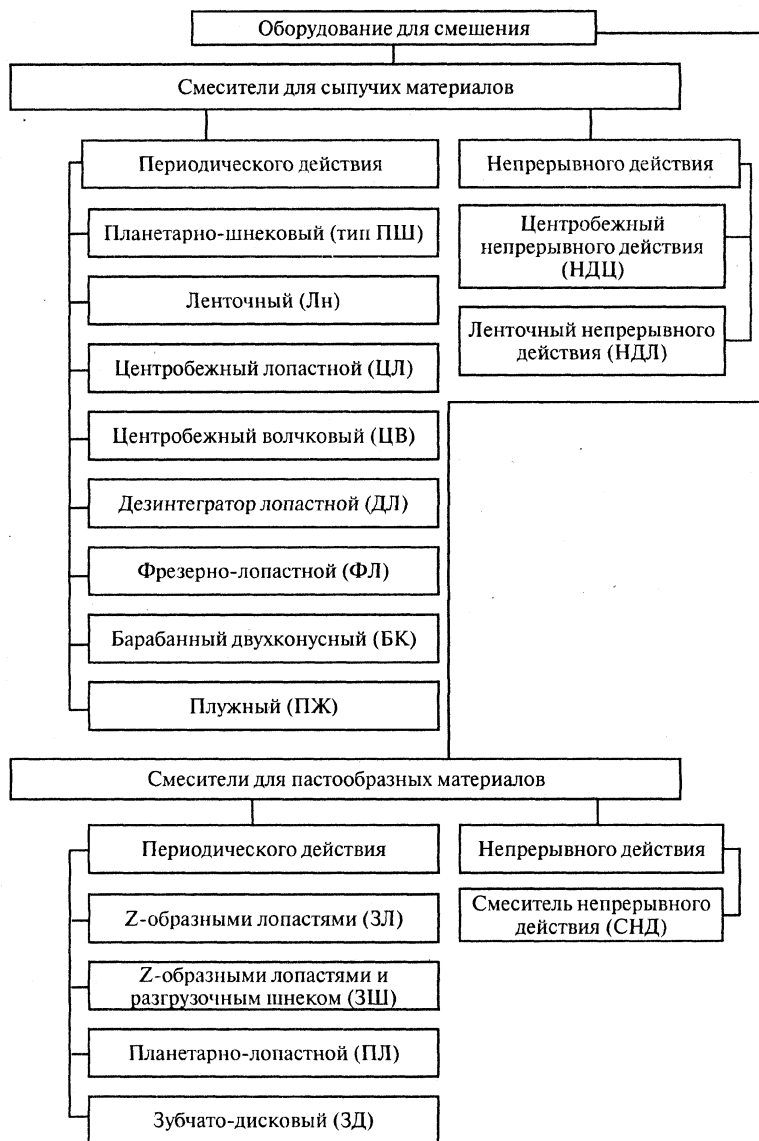 Оборудование для смешения
Смесители для сыпучих материалов
Периодического действия
Планетарно-шнековый (тип ПШ)
Ленточный (Лн)
Центробежный лопастной (ЦЛ)
Центробежный волчковый (ЦВ)
Дезинтегратор лопастной (ДЛ)
Фрезерно-лопастной (ФЛ)
Барабанный двухконусный (БК)
Плужный (ПЖ)
Непрерывного действия
Центробежный
непрерывного действия
(НДЦ)
Ленточный непрерывного
действия (НДЛ)
Смесители для пастообразных материалов
Периодического действия
Z-образными лопастями (ЗЛ)
Z-образными лопастями и
разгрузочным шнеком (ЗШ)
Планетарно-лопастной (ПЛ)
Зубчато-дисковый (ЗД)
Непрерывного действия
Смеситель непрерывного
действия (СНД)